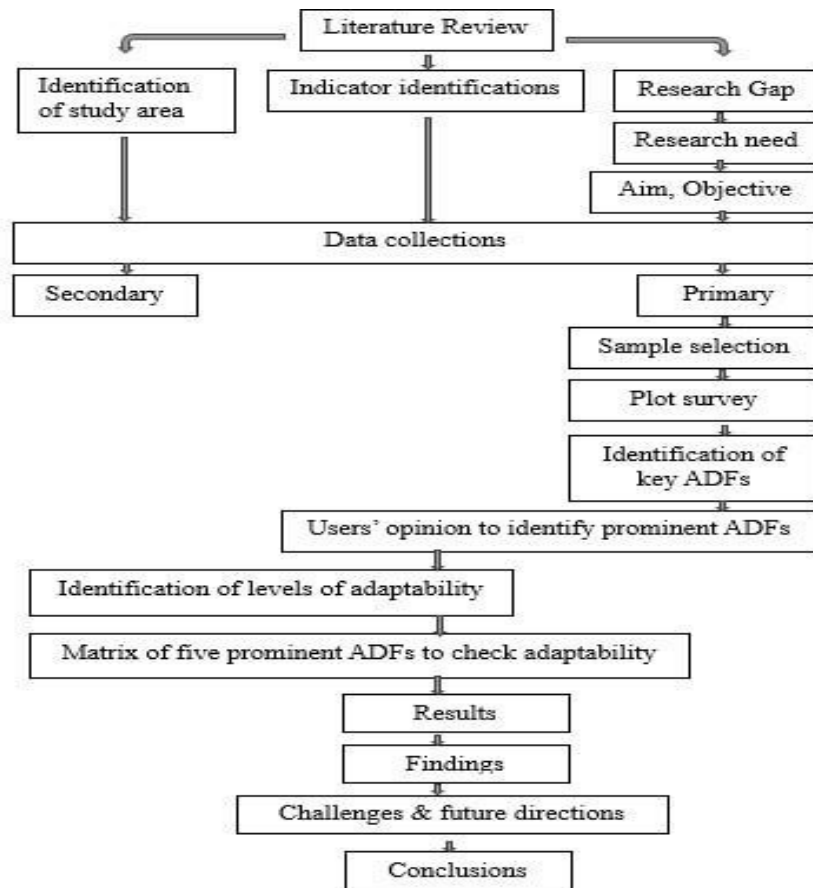 Literature Review
Identification
of study area
Indicator identifications
Research Gap
Research need
Aim, Objective
Data collections
Secondary
Primary
Sample selection
Plot survey
Identification of
key ADFs
Users' opinion to identify prominent ADFs
Identification of levels of adaptability
Matrix of five prominent ADFs to check adaptability
Results
Findings
Challenges & future directions
Conclusions